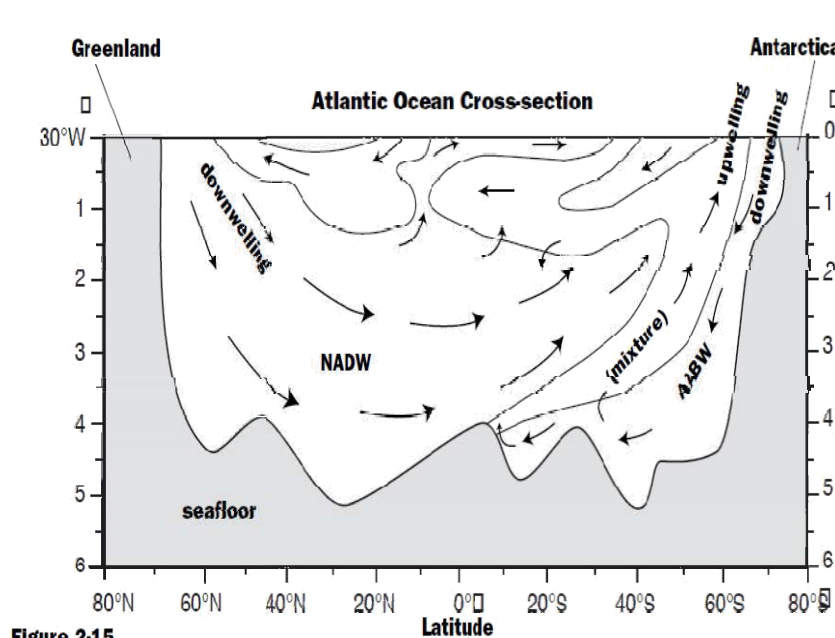 Greenland
Antarctica
Atlantic Ocean Cross-section
30°W
0
1
1
2
2
3
3
4
4
5
5
6
6
downwelling
upwelling
downwelling
NADW
(mixture)
AABW
seafloor
80°N 60°N 40°N 20°N 0° 20°S 40°S 60°S 80°S
Latitude
Figure 2-15